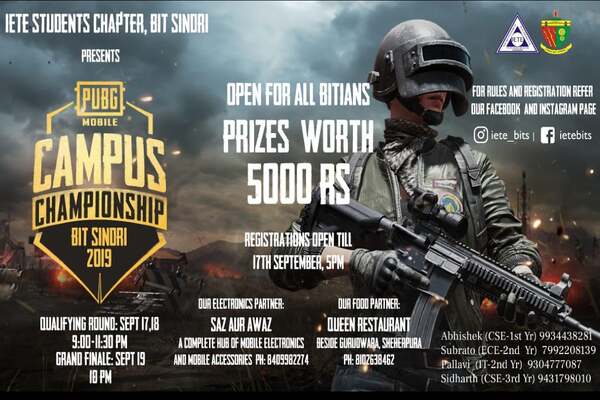 IETE STUDENTS CHAPTER, BIT SINDRI
PRESENTS
PUBG
MOBILE
CAMPUS
CHAMPIONSHIP
BIT SINDRI
2019
QUALIFYING ROUND: SEPT 17,18
9:00-11:30 PM
GRAND FINALE: SEPT 19
18 PM
OPEN FOR ALL BITIANS
PRIZES WORTH
5000 RS
REGISTRATIONS OPEN TILL
17TH SEPTEMBER, 5PM
OUR ELECTRONICS PARTNER:
SAZ AUR AWAZ
A COMPLETE HUB OF MOBILE ELECTRONICS
AND MOBILE ACCESSORIES PH: 8409982274
OUR FOOD PARTNER:
QUEEN RESTAURANT
BESIDE GURUDWARA, SHEHERPURA
PH: 8102638462
IETE
FOR RULES AND REGISTRATION REFER
OUR FACEBOOK AND INSTAGRAM PAGE
iete_bits | ietebits
Abhishek (CSE-1st Yr) 9934438281
Subrato (ECE-2nd Yr) 7992208139
Pallavi (IT-2nd Yr) 9304777087
Sidharth (CSE-3rd Yr) 9431798010